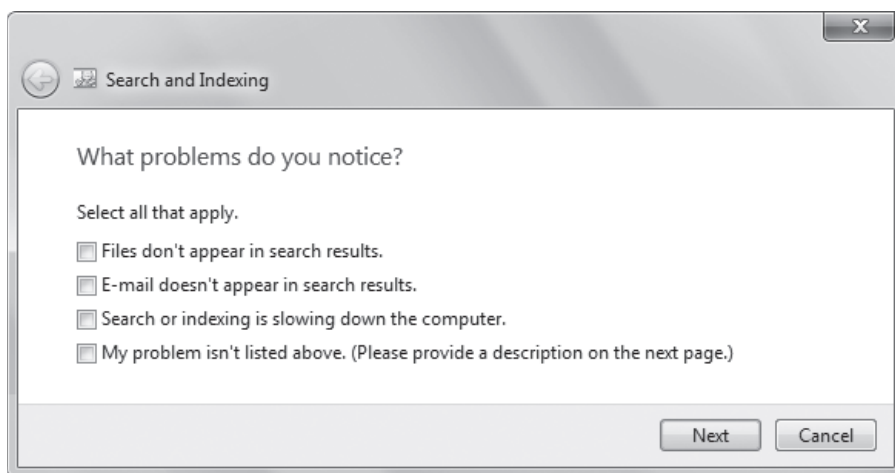 Search and Indexing
What problems do you notice?
Select all that apply.
Files don't appear in search results.
E-mail doesn't appear in search results.
Search or indexing is slowing down the computer.
My problem isn't listed above. (Please provide a description on the next page.)
Next
Cancel